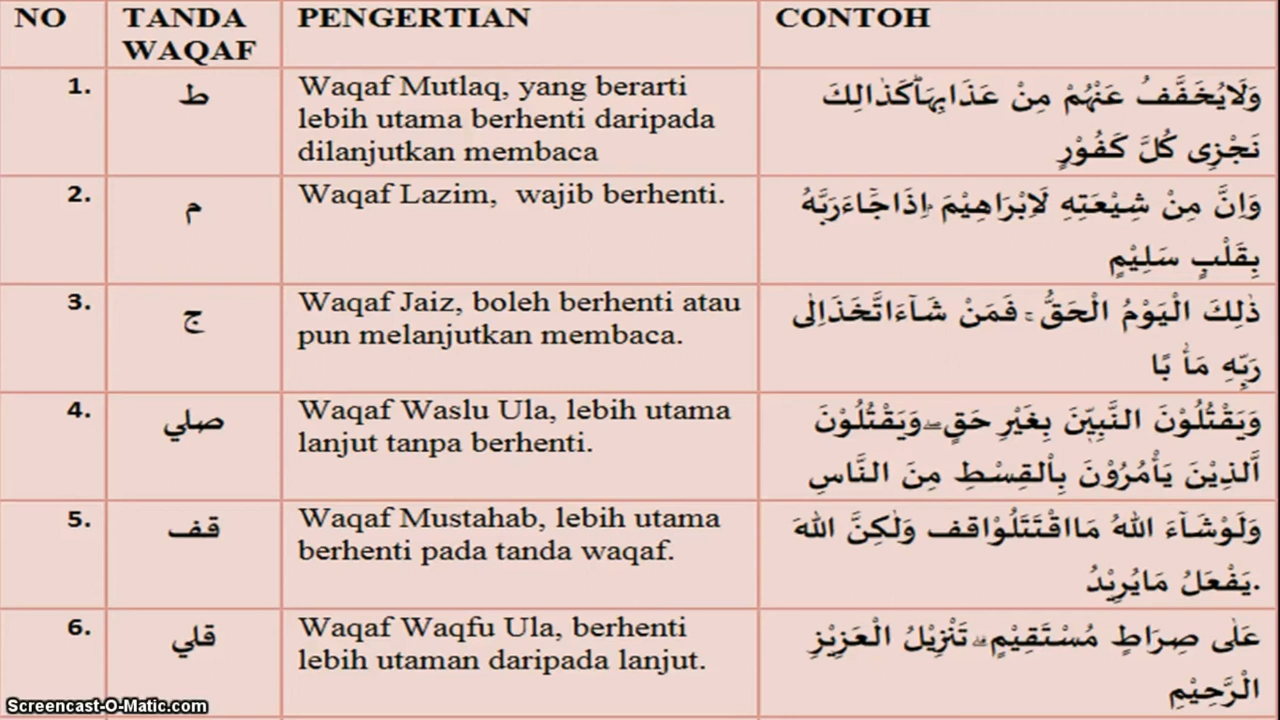 NO TANDA WAQAF PENGERTIAN CONTOH
1. ط Waqaf Mutlaq, yang berarti
lebih utama berhenti daripada
dilanjutkan membaca
وَلَايُخَفَّفُ عَنْهُمْ مِنْ عَذَابِهَاؕكَذٰالِكَ
نَجْزِى كُلَّ كَفُوْرٍ
2. م Waqaf Lazim, wajib berhenti.
وَاِنَّ مِنْ شِيْعَتِهِ لَاِبْرَاهِيْمَ ۘاِذَاجَٓاءَرَبَّهُ
بِقَلْبٍ سَلِيْمٍ
3. ج Waqaf Jaiz, boleh berhenti atau
pun melanjutkan membaca.
ذٰلِكَ الْيَوْمُ الْحَقُّ ۚ فَمَنْ شَآءَاتَّخَذَاِلٰى
رَبِّهِ مَاٰ بًا
4. صلي Waqaf Waslu Ula, lebih utama
lanjut tanpa berhenti.
وَيَقْتُلُوْنَ النَّبِيّٖنَ بِغَيْرِ حَقٍۖ وَيَقْتُلُوْنَ
الَّذِيْنَ يَأْمُرُوْنَ بِاْلقِسْطِ مِنَ النَّاسِ
5. قف Waqaf Mustahab, lebih utama
berhenti pada tanda waqaf.
وَلَوْشَآءَ اللهُ مَااقْتَتَلُوْاقف وَلٰكِنَّ اللهَ
يَفْعَلُ مَايُرِيْدُ.
6. قلي Waqaf Waqfu Ula, berhenti
lebih utaman daripada lanjut.
عَلٰى صِرَاطٍ مُسْتَقِيْمٍۗ تَنْزِيْلُ الْعَزِيْزِ
الْرَّحِيْمِ
Screencast-O-Matic.com